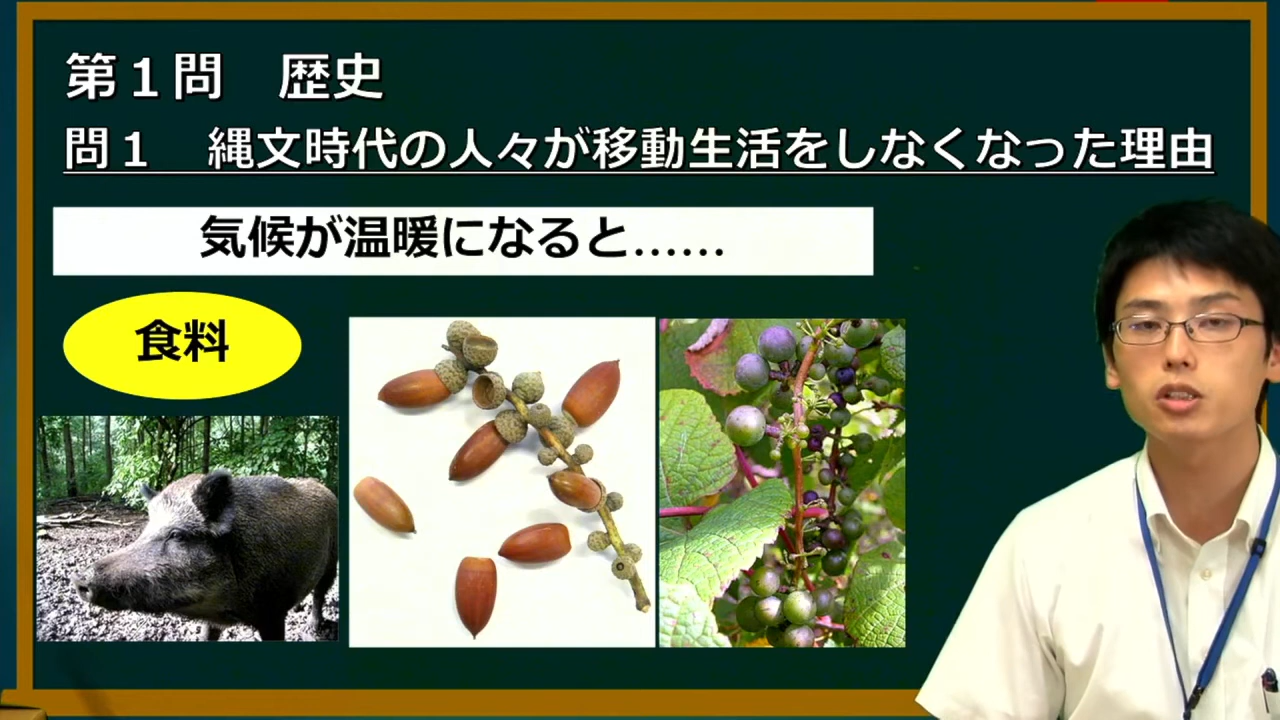 第１問　歴史
問１　縄文時代の人々が移動生活をしなくなった理由
気候が温暖になると……
食料